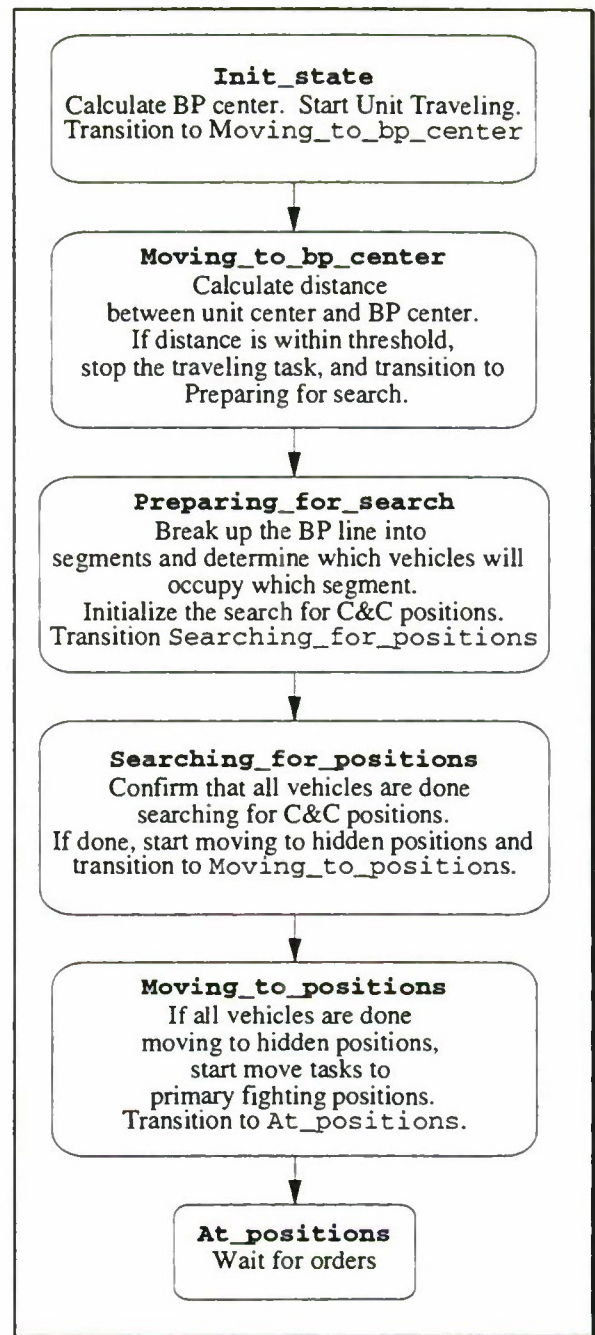 Init_state
Calculate BP center. Start Unit Traveling.
Transition to Moving_to_bp_center
Moving_to_bp_center
Calculate distance
between unit center and BP center.
If distance is within threshold,
stop the traveling task, and transition to
Preparing for search.
Preparing_for_search
Break up the BP line into
segments and determine which vehicles will
occupy which segment.
Initialize the search for C&C positions.
Transition Searching_for_positions
Searching_for_positions
Confirm that all vehicles are done
searching for C&C positions.
If done, start moving to hidden positions and
transition to Moving_to_positions.
Moving_to_positions
If all vehicles are done
moving to hidden positions,
start move tasks to
primary fighting positions.
Transition to At_positions.
At_positions
Wait for orders